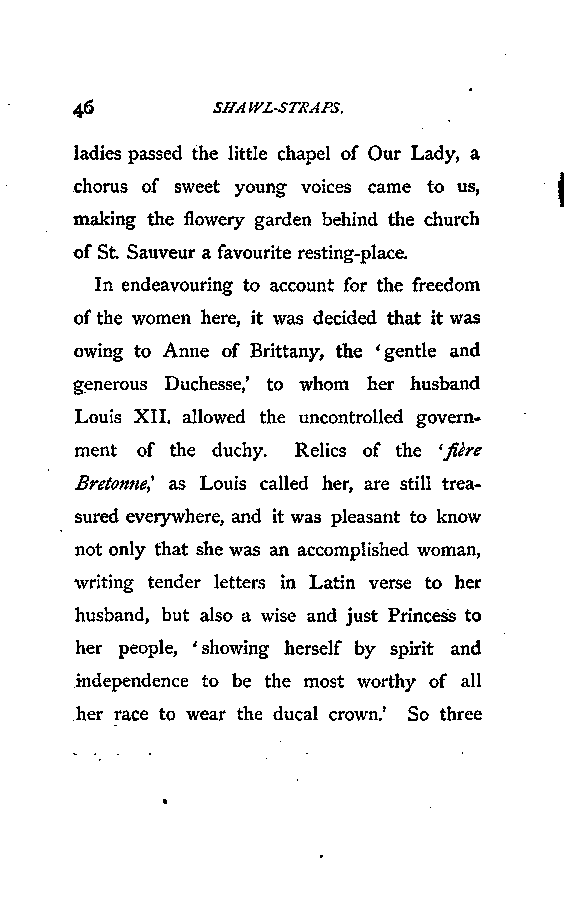 46 SHAWL-STRAPS.
ladies passed the little chapel of Our Lady, a
chorus of sweet young voices came to us,
making the flowery garden behind the church
of St. Sauveur a favourite resting-place.
In endeavouring to account for the freedom
of the women here, it was decided that it was
owing to Anne of Brittany, the ‘gentle and
generous Duchesse,’ to whom her husband
Louis XII. allowed the uncontrolled govern-
ment of the duchy. Relics of the ‘fière
Bretonne,’ as Louis called her, are still trea-
sured everywhere, and it was pleasant to know
not only that she was an accomplished woman,
writing tender letters in Latin verse to her
husband, but also a wise and just Princess to
her people, ‘showing herself by spirit and
independence to be the most worthy of all
her race to wear the ducal crown.’ So three